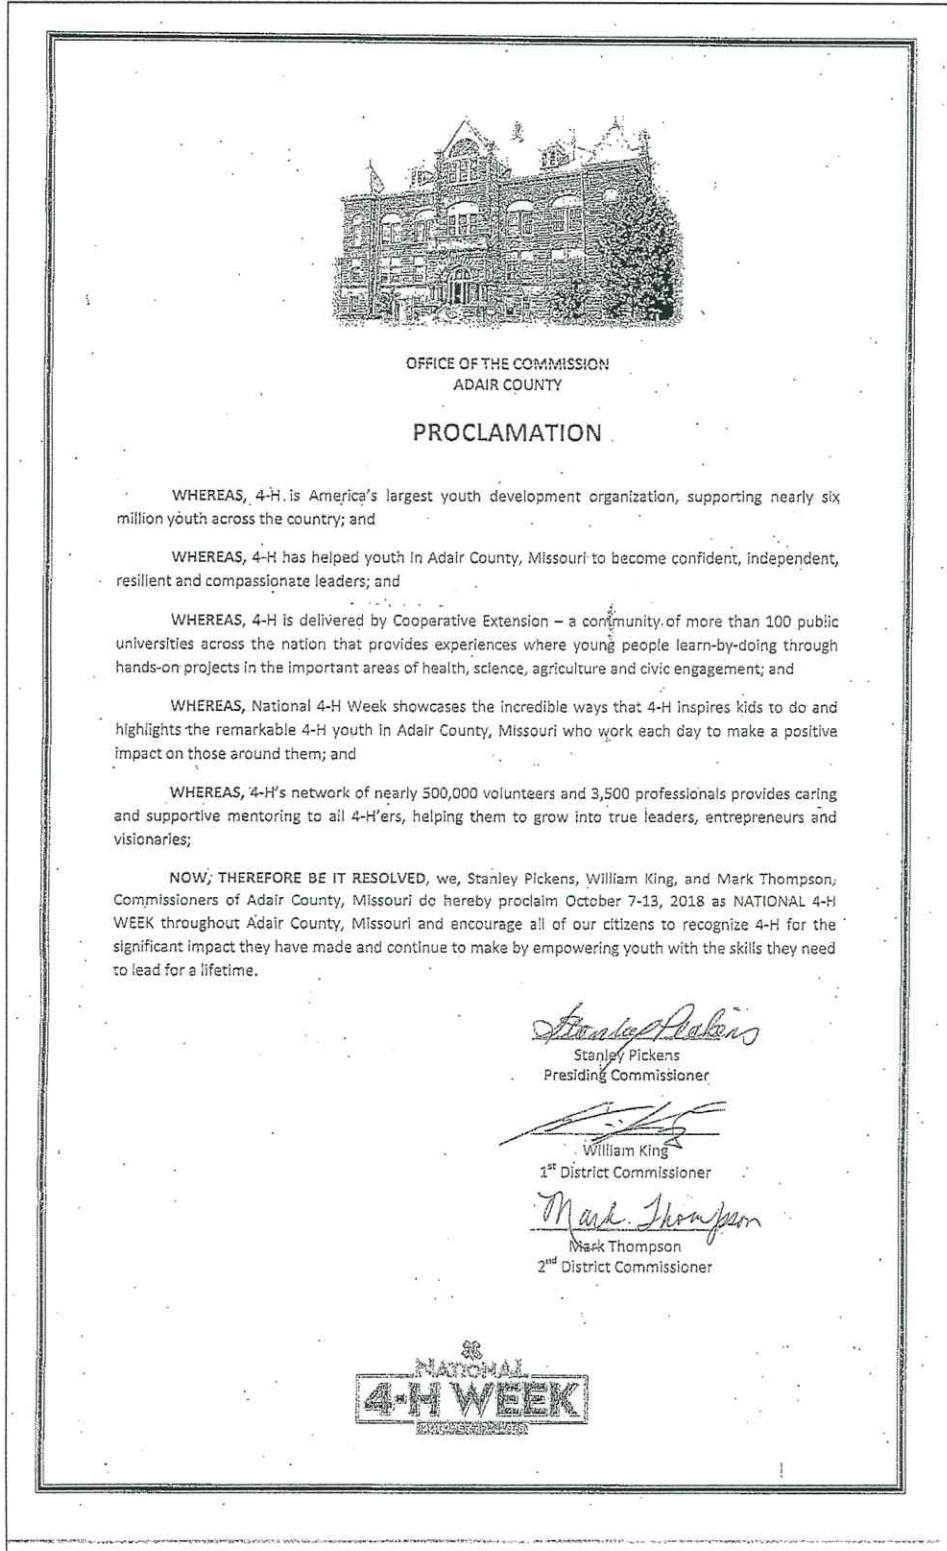 OFFICE OF THE COMMISSION
ADAIR COUNTY
PROCLAMATION
WHEREAS, 4-H is America's largest youth development organization, supporting nearly six
million youth across the country; and
WHEREAS, 4-H has helped youth in Adair County, Missouri to become confident, independent,
resilient and compassionate leaders; and
WHEREAS, 4-H is delivered by Cooperative Extension – a community of more than 100 public
universities across the nation that provides experiences where young people learn-by-doing through
hands-on projects in the important areas of health, science, agriculture and civic engagement; and
WHEREAS, National 4-H Week showcases the incredible ways that 4-H inspires kids to do and
highlights the remarkable 4-H youth in Adair County, Missouri who work each day to make a positive
impact on those around them; and
WHEREAS, 4-H's network of nearly 500,000 volunteers and 3,500 professionals provides caring
and supportive mentoring to all 4-H'ers, helping them to grow into true leaders, entrepreneurs and
visionaries;
NOW, THEREFORE BE IT RESOLVED, we, Stanley Pickens, William King, and Mark Thompson,
Commissioners of Adair County, Missouri do hereby proclaim October 7-13, 2018 as NATIONAL 4-H
WEEK throughout Adair County, Missouri and encourage all of our citizens to recognize 4-H for the
significant impact they have made and continue to make by empowering youth with the skills they need
to lead for a lifetime.
Stanley Pickens
Stanley Pickens
Presiding Commissioner
William King
1st District Commissioner
Mark Thompson
Mark Thompson
2nd District Commissioner
NATIONAL
4-H WEEK